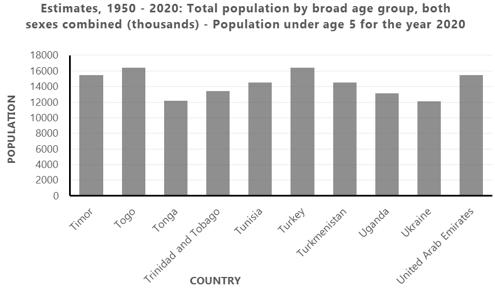 Estimates, 1950 - 2020: Total population by broad age group, both
sexes combined (thousands) - Population under age 5 for the year 2020
POPULATION
18000
16000
14000
12000
10000
8000
6000
4000
2000
0
Timor
Togo
Tonga
Trinidad and Tobago
Tunisia
Turkey
Turkmenistan
Uganda
Ukraine
United Arab Emirates
COUNTRY